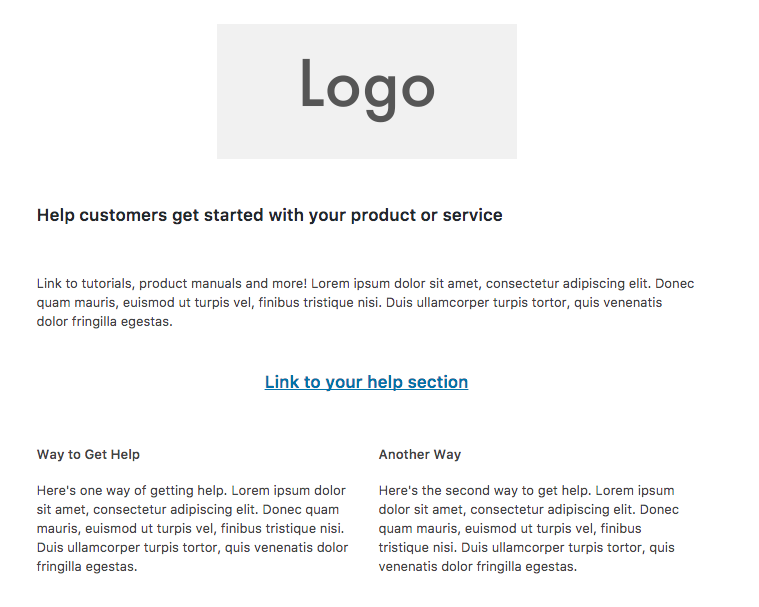 Logo
Help customers get started with your product or service
Link to tutorials, product manuals and more! Lorem ipsum dolor sit amet, consectetur adipiscing elit. Donec
quam mauris, euismod ut turpis vel, finibus tristique nisi. Duis ullamcorper turpis tortor, quis venenatis
dolor fringilla egestas.
Link to your help section
Way to Get Help
Here's one way of getting help. Lorem ipsum dolor
sit amet, consectetur adipiscing elit. Donec quam
mauris, euismod ut turpis vel, finibus tristique nisi.
Duis ullamcorper turpis tortor, quis venenatis dolor
fringilla egestas.
Another Way
Here's the second way to get help. Lorem ipsum
dolor sit amet, consectetur adipiscing elit. Donec
quam mauris, euismod ut turpis vel, finibus
tristique nisi. Duis ullamcorper turpis tortor, quis
venenatis dolor fringilla egestas.